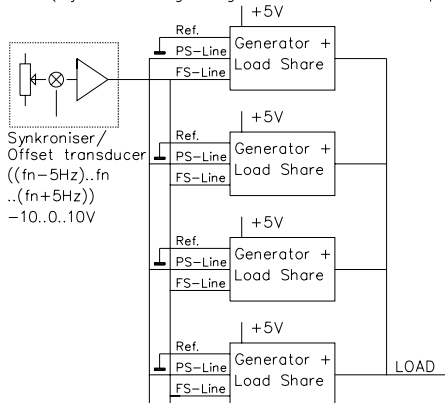 +5V
Ref.
PS-Line
FS-Line
Generator +
Load Share
Synkroniser/
Offset transducer
((fn-5Hz)..fn
..(fn+5Hz))
-10..0..10V
+5V
Ref.
PS-Line
FS-Line
Generator +
Load Share
+5V
Ref.
PS-Line
FS-Line
Generator +
Load Share
+5V
Ref.
PS-Line
FS-Line
Generator +
Load Share
LOAD